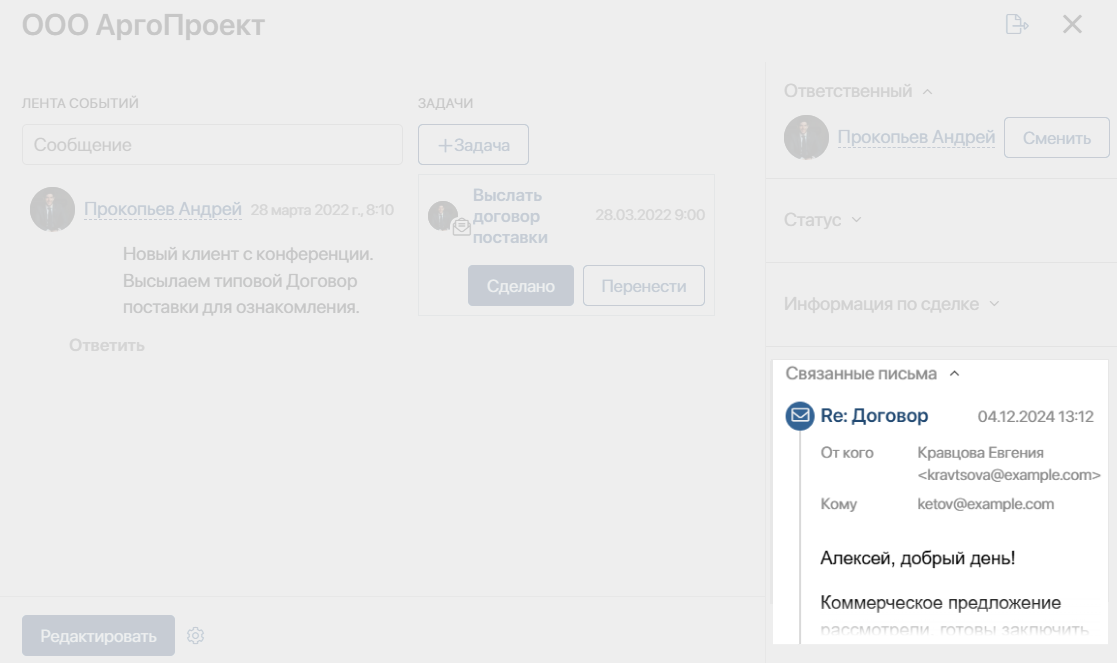 ООО АргоПроект
ЛЕНТА СОБЫТИЙ
Сообщение
Прокопьев Андрей 28 марта 2022 г., 8:10
Новый клиент с конференции.
Высылаем типовой Договор
поставки для ознакомления.
Ответить
ЗАДАЧИ
+Задача
Выслать
договор
поставки
28.03.2022 9:00
Сделано Перенести
Ответственный
Прокопьев Андрей Сменить
Статус
Информация по сделке
Связанные письма
Re: Договор 04.12.2024 13:12
От кого Кравцова Евгения
<kravtsova@example.com>
Кому ketov@example.com
Алексей, добрый день!
Коммерческое предложение
рассмотрели, готовы заключить
Редактировать